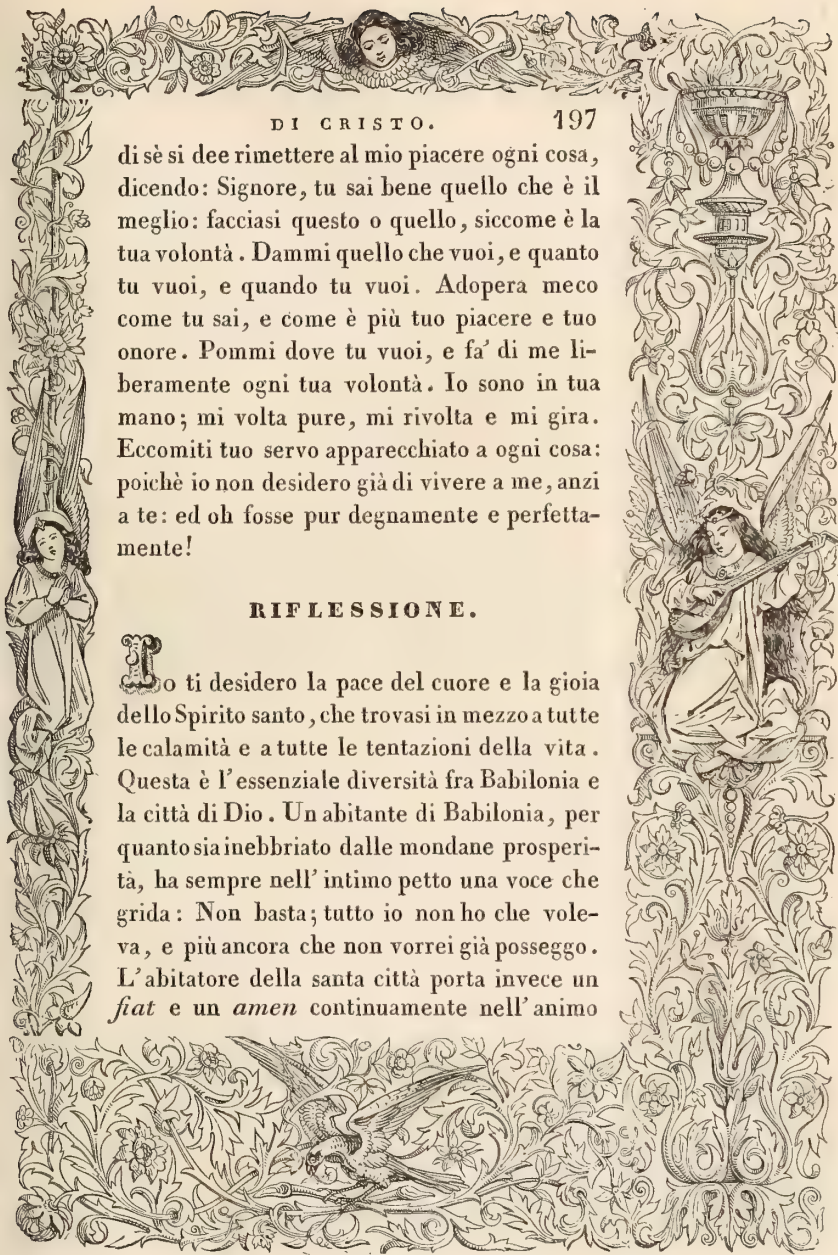 DI CRISTO. 197
di sè si dee rimettere al mio piacere ogni cosa,
dicendo: Signore, tu sai bene quello che è il
meglio: facciasi questo o quello, siccome è la
tua volontà. Dammi quello che vuoi, e quanto
tu vuoi, e quando tu vuoi. Adopera meco
come tu sai, e come è più tuo piacere e tuo
onore. Pommi dove tu vuoi, e fa' di me li-
beramente ogni tua volontà. Io sono in tua
mano; mi volta pure, mi rivolta e mi gira.
Eccomiti tuo servo apparecchiato a ogni cosa:
poichè io non desidero già di vivere a me, anzi
a te: ed oh fosse pur degnamente e perfetta-
mente!
RIFLESSIONE.
Io ti desidero la pace del cuore e la gioia
dello Spirito santo, che trovasi in mezzo a tutte
le calamità e a tutte le tentazioni della vita.
Questa è l'essenziale diversità fra Babilonia e
la città di Dio. Un abitante di Babilonia, per
quanto sia inebbriato dalle mondane prosperi-
tà, ha sempre nell' intimo petto una voce che
grida: Non basta; tutto io non ho che vole-
va, e più ancora che non vorrei già posseggo.
L'abitatore della santa città porta invece un
fiat e un amen continuamente nell' animo